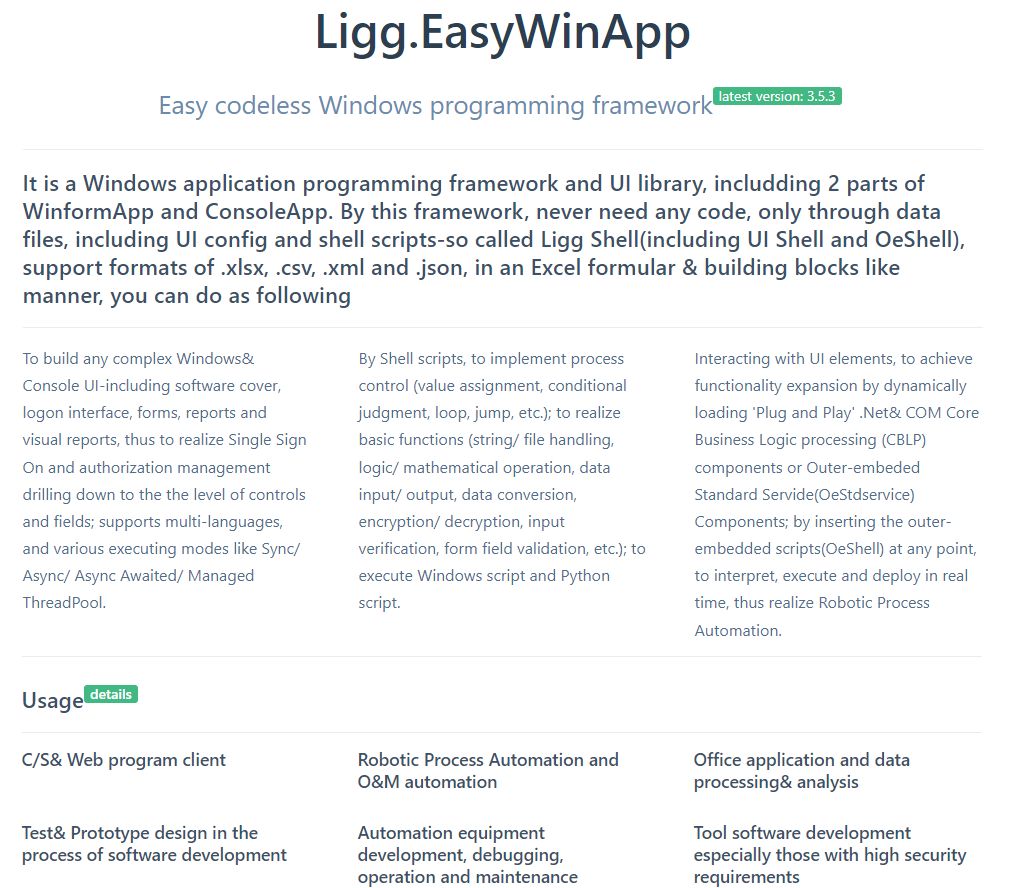 Ligg.EasyWinApp
Easy codeless Windows programming framework latest version: 3.5.3
It is a Windows application programming framework and UI library, includding 2 parts of
WinformApp and ConsoleApp. By this framework, never need any code, only through data
files, including UI config and shell scripts-so called Ligg Shell(including UI Shell and OeShell),
support formats of .xlsx, .csv, .xml and .json, in an Excel formular & building blocks like
manner, you can do as following
To build any complex Windows&
Console UI-including software cover,
logon interface, forms, reports and
visual reports, thus to realize Single Sign
On and authorization management
drilling down to the the level of controls
and fields; supports multi-languages,
and various executing modes like Sync/
Async/ Async Awaited/ Managed
ThreadPool.
By Shell scripts, to implement process
control (value assignment, conditional
judgment, loop, jump, etc.); to realize
basic functions (string/ file handling,
logic/ mathematical operation, data
input/ output, data conversion,
encryption/ decryption, input
verification, form field validation, etc.); to
execute Windows script and Python
script.
Interacting with UI elements, to achieve
functionality expansion by dynamically
loading 'Plug and Play' .Net& COM Core
Business Logic processing (CBLP)
components or Outer-embeded
Standard Servide(OeStdservice)
Components; by inserting the outer-
embedded scripts(OeShell) at any point,
to interpret, execute and deploy in real
time, thus realize Robotic Process
Automation.
Usage details
C/S& Web program client
Robotic Process Automation and
O&M automation
Office application and data
processing& analysis
Test& Prototype design in the
process of software development
Automation equipment
development, debugging,
operation and maintenance
Tool software development
especially those with high security
requirements